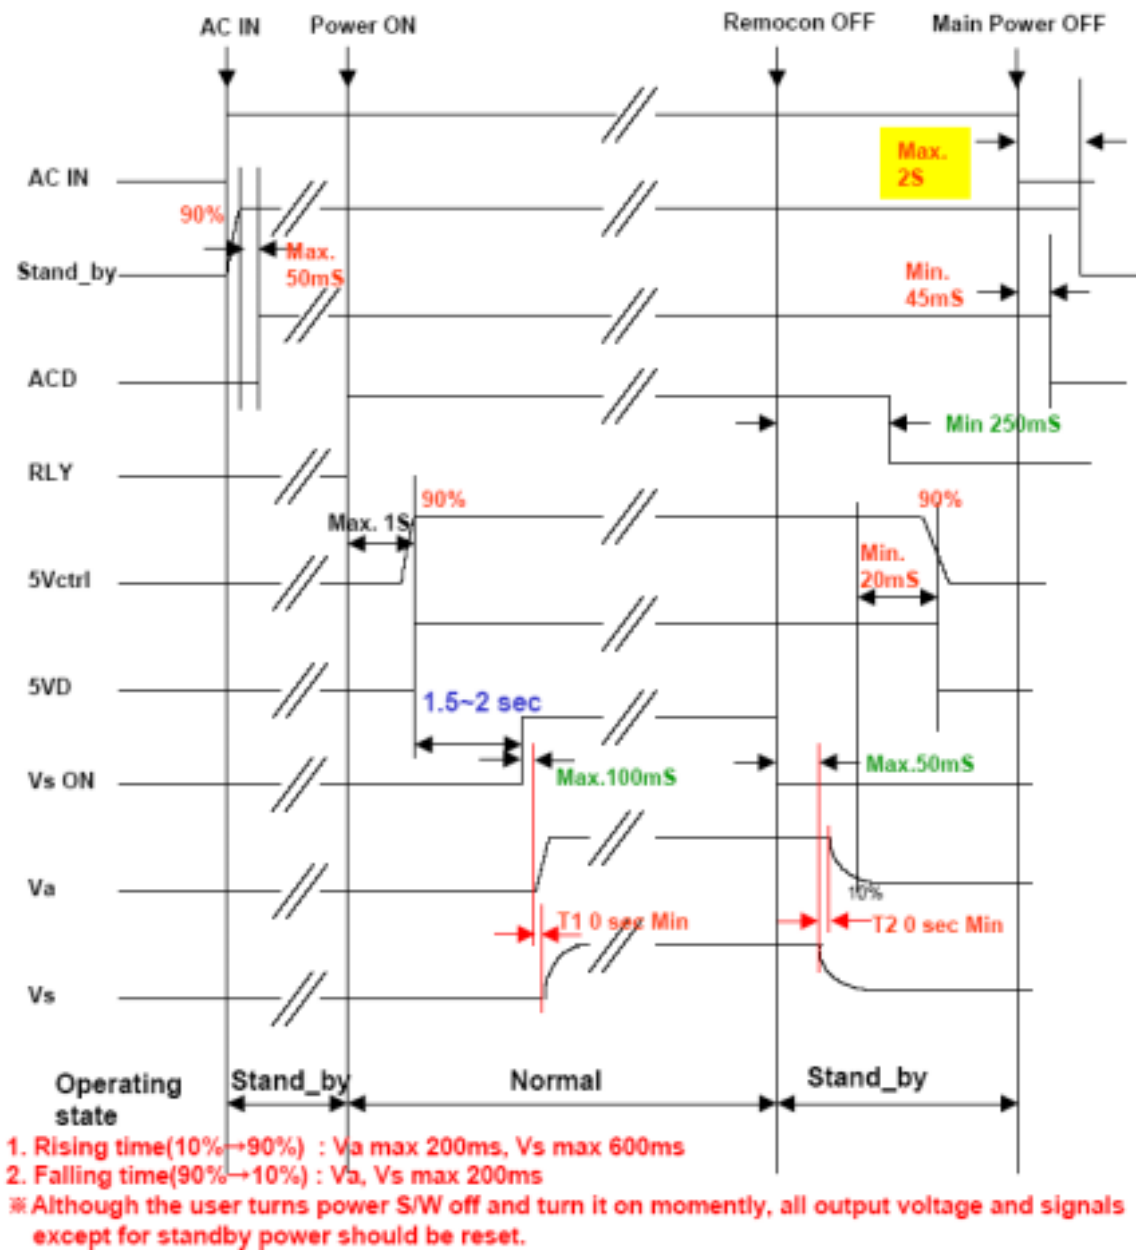 AC IN
Power ON
Remocon OFF
Main Power OFF
Max.
2S
AC IN
90%
Max.
50mS
Stand_by
Min.
45mS
ACD
Min 250mS
RLY
90%
90%
Max. 1S
Min.
20mS
5Vctrl
5VD
1.5~2 sec
Vs ON
Max.100mS
Max.50mS
Va
10%
T1 0 sec Min
T2 0 sec Min
Vs
Operating
state
Stand_by
Normal
Stand_by
1. Rising time(10%→90%) : Va max 200ms, Vs max 600ms
2. Falling time(90%→10%) : Va, Vs max 200ms
※Although the user turns power S/W off and turn it on momently, all output voltage and signals
except for standby power should be reset.